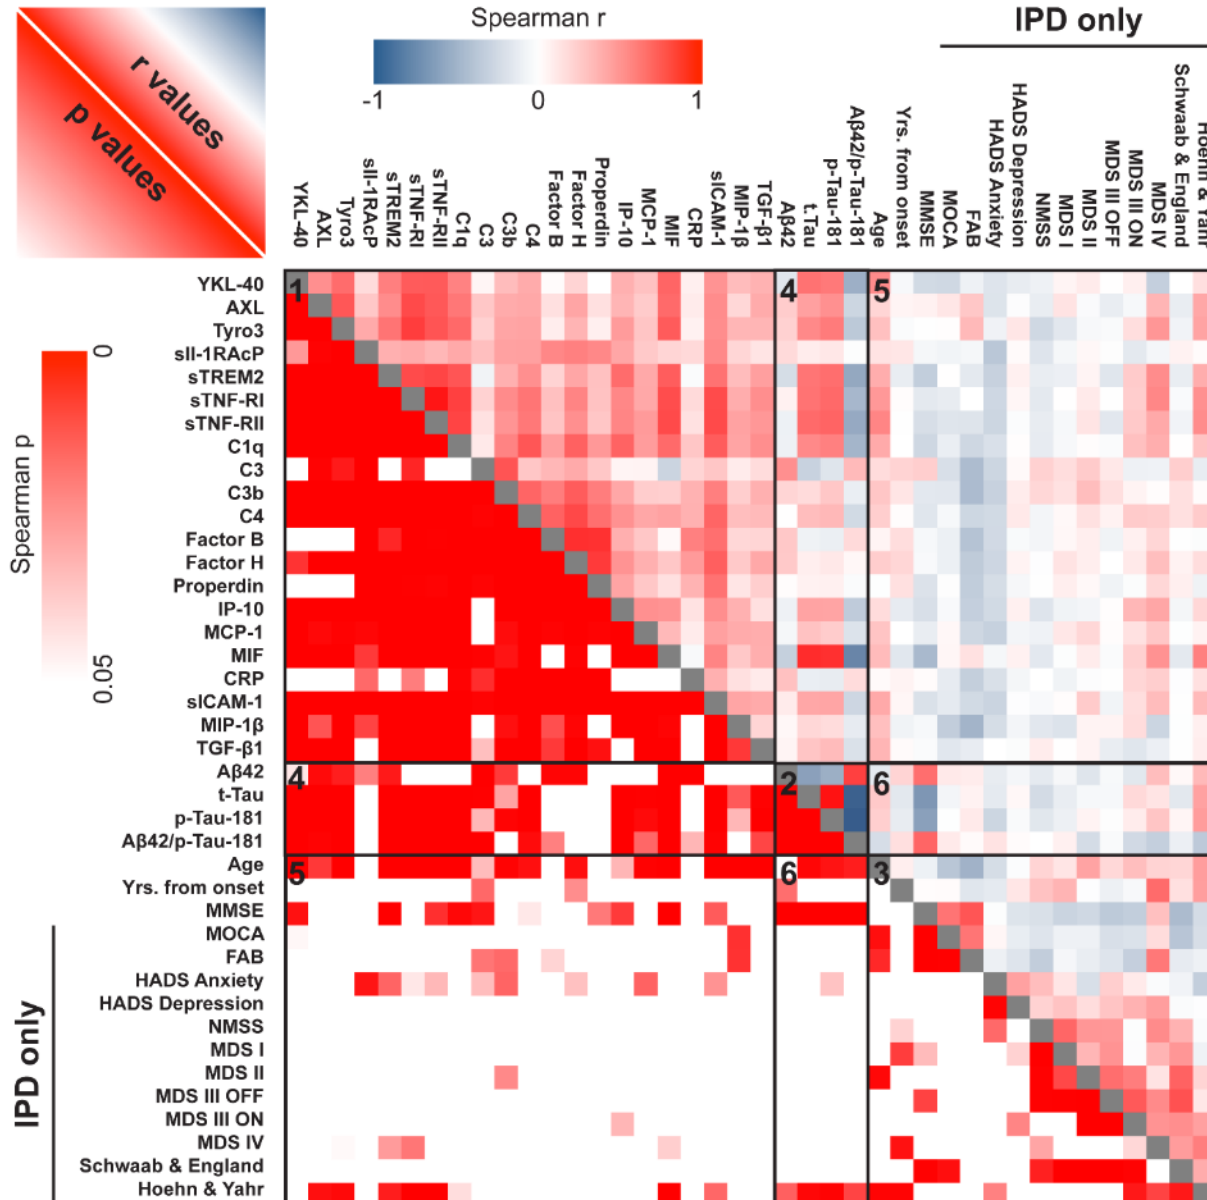 r values
p values
Spearman r
-1
0
1
IPD only
YKL-40
AXL
Tyro3
sIl-1RAcP
sTREM2
sTNF-RI
sTNF-RII
C1q
C3
C3b
C4
Factor B
Factor H
Properdin
IP-10
MCP-1
MIF
CRP
sICAM-1
MIP-1β
TGF-β1
Aβ42
t.Tau
p-Tau-181
Aβ42/p-Tau-181
Age
Yrs. from onset
MMSE
MOCA
FAB
HADS Anxiety
HADS Depression
NMSS
MDS I
MDS II
MDS III OFF
MDS III ON
MDS IV
Schwaab & England
Hoehn & Yahr
Spearman p
0
0.05
YKL-40
AXL
Tyro3
sIl-1RAcP
sTREM2
sTNF-RI
sTNF-RII
C1q
C3
C3b
C4
Factor B
Factor H
Properdin
IP-10
MCP-1
MIF
CRP
sICAM-1
MIP-1β
TGF-β1
Aβ42
t-Tau
p-Tau-181
Aβ42/p-Tau-181
Age
Yrs. from onset
MMSE
MOCA
FAB
HADS Anxiety
HADS Depression
NMSS
MDS I
MDS II
MDS III OFF
MDS III ON
MDS IV
Schwaab & England
Hoehn & Yahr
IPD only
1
4
5
4
2
6
5
6
3